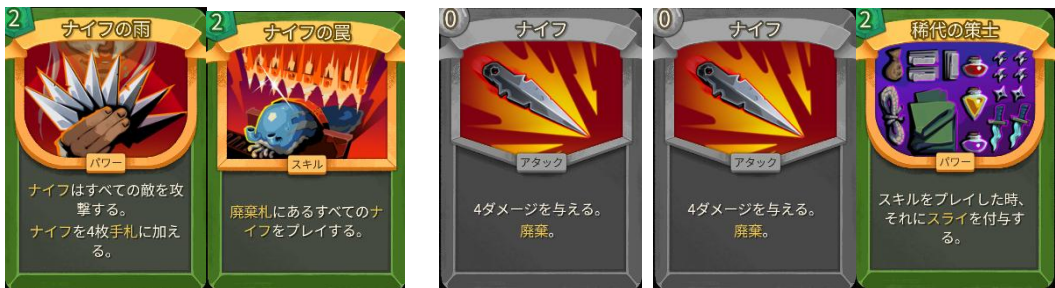 2
ナイフの雨
パワー
ナイフはすべての敵を攻
撃する。
ナイフを4枚手札に加え
る。
2
ナイフの罠
スキル
廃棄札にあるすべてのナ
イフをプレイする。
0
ナイフ
アタック
4ダメージを与える。
廃棄。
0
ナイフ
アタック
4ダメージを与える。
廃棄。
2
稀代の策士
パワー
スキルをプレイした時、
それにスライを付与す
る。